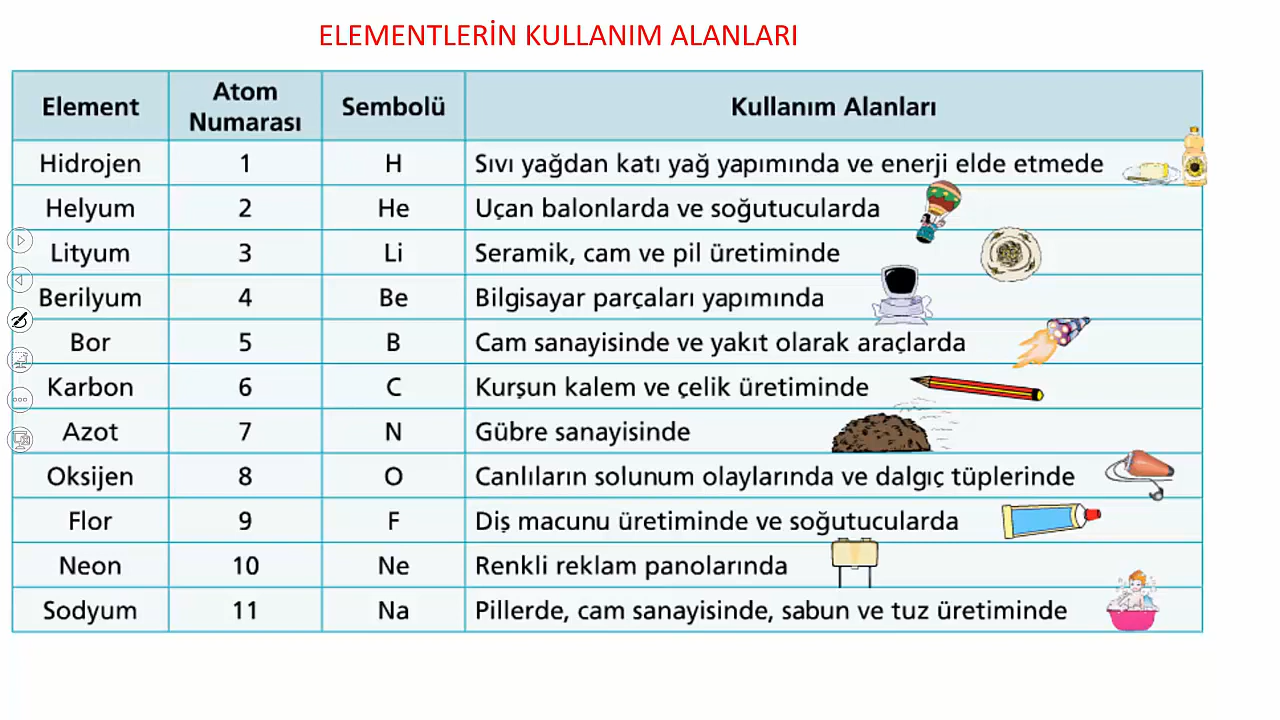 ELEMENTLERİN KULLANIM ALANLARI
Element Atom Numarası Sembolü Kullanım Alanları
Hidrojen 1 H Sıvı yağdan katı yağ yapımında ve enerji elde etmede
Helyum 2 He Uçan balonlarda ve soğutucularda
Lityum 3 Li Seramik, cam ve pil üretiminde
Berilyum 4 Be Bilgisayar parçaları yapımında
Bor 5 B Cam sanayisinde ve yakıt olarak araçlarda
Karbon 6 C Kurşun kalem ve çelik üretiminde
Azot 7 N Gübre sanayisinde
Oksijen 8 O Canlıların solunum olaylarında ve dalgıç tüplerinde
Flor 9 F Diş macunu üretiminde ve soğutucularda
Neon 10 Ne Renkli reklam panolarında
Sodyum 11 Na Pillerde, cam sanayisinde, sabun ve tuz üretiminde